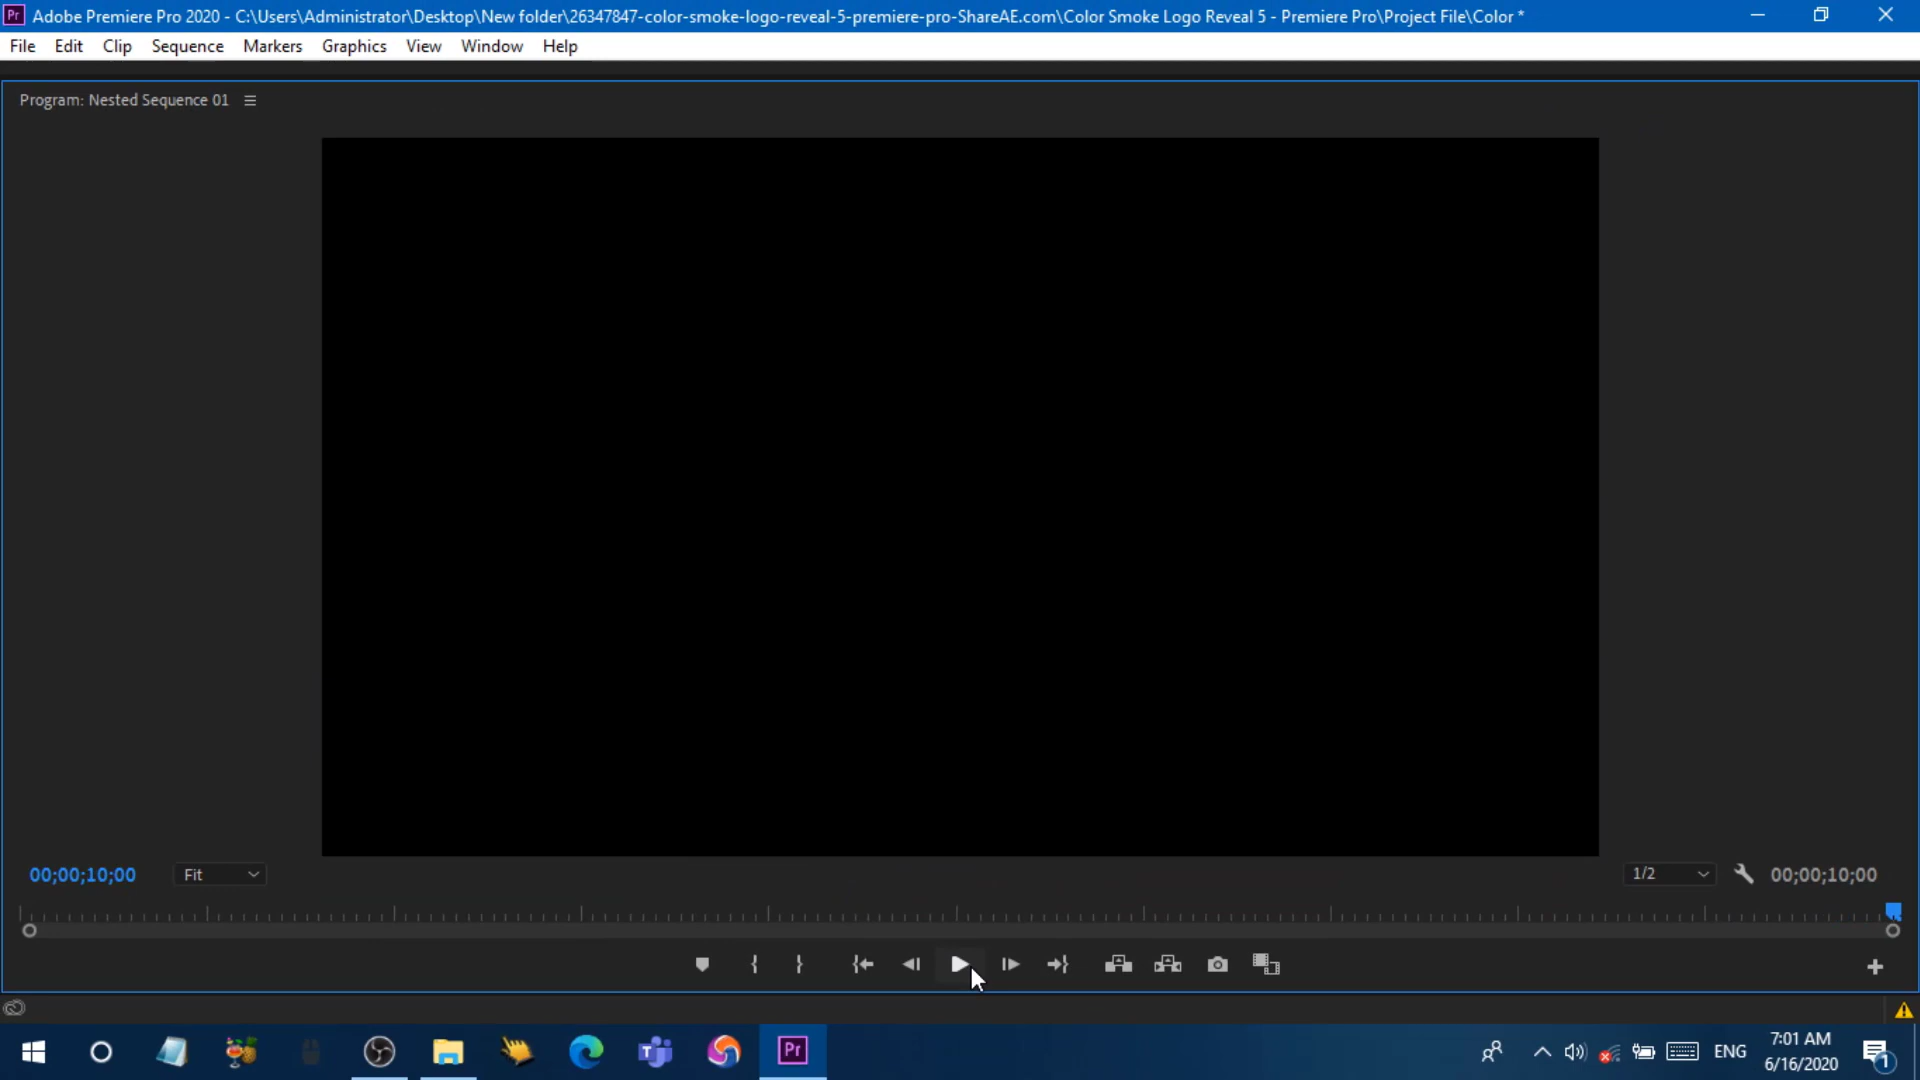 Pr Adobe Premiere Pro 2020 - C:\Users\Administrator\Desktop\New folder\26347847-color-smoke-logo-reveal-5-premiere-pro-ShareAE.com\Color Smoke Logo Reveal 5 - Premiere Pro\Project File\Color *
File Edit Clip Sequence Markers Graphics View Window Help
Program: Nested Sequence 01
00;00;10;00 Fit 1/2 00;00;10;00
Pr ENG 7:01 AM
6/16/2020 1